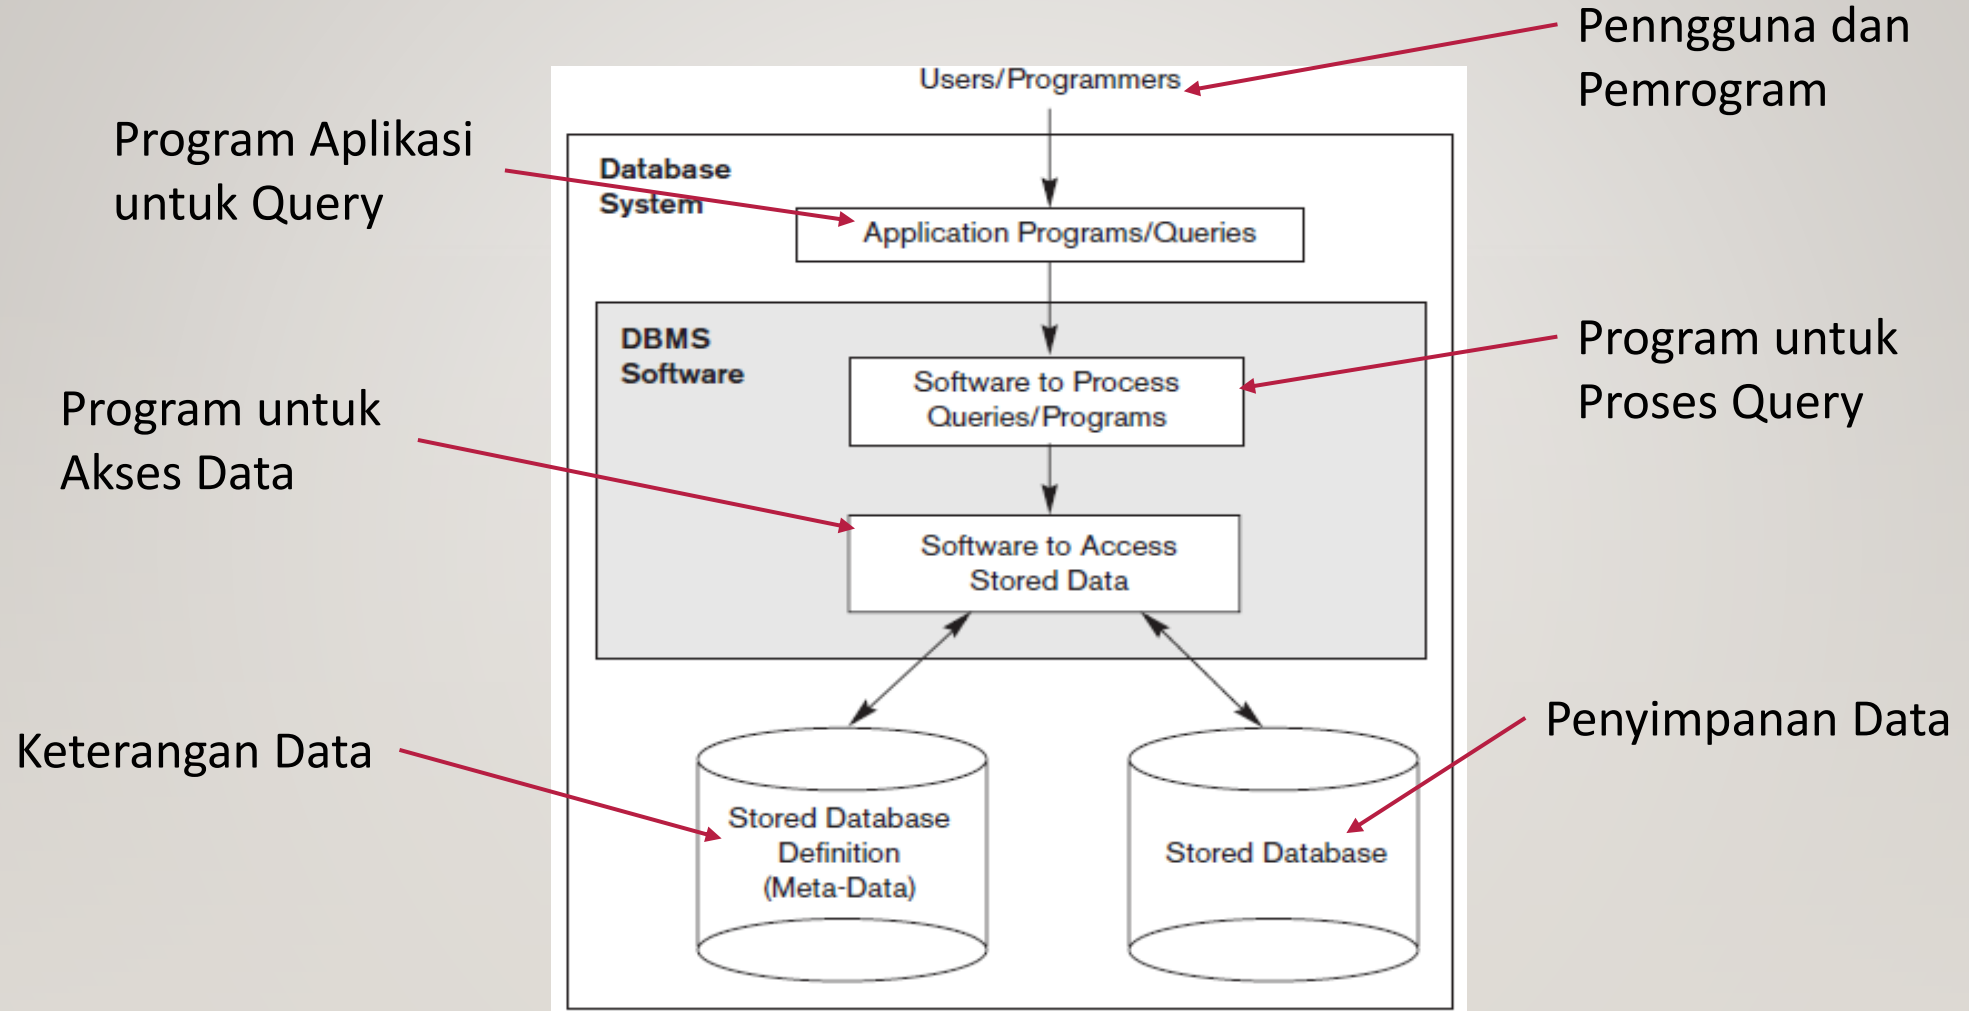 Penngguna dan
Pemrogram
Users/Programmers
Program Aplikasi
untuk Query
Database
System
Application Programs/Queries
DBMS
Software
Software to Process
Queries/Programs
Program untuk
Proses Query
Program untuk
Akses Data
Software to Access
Stored Data
Keterangan Data
Penyimpanan Data
Stored Database
Definition
(Meta-Data)
Stored Database